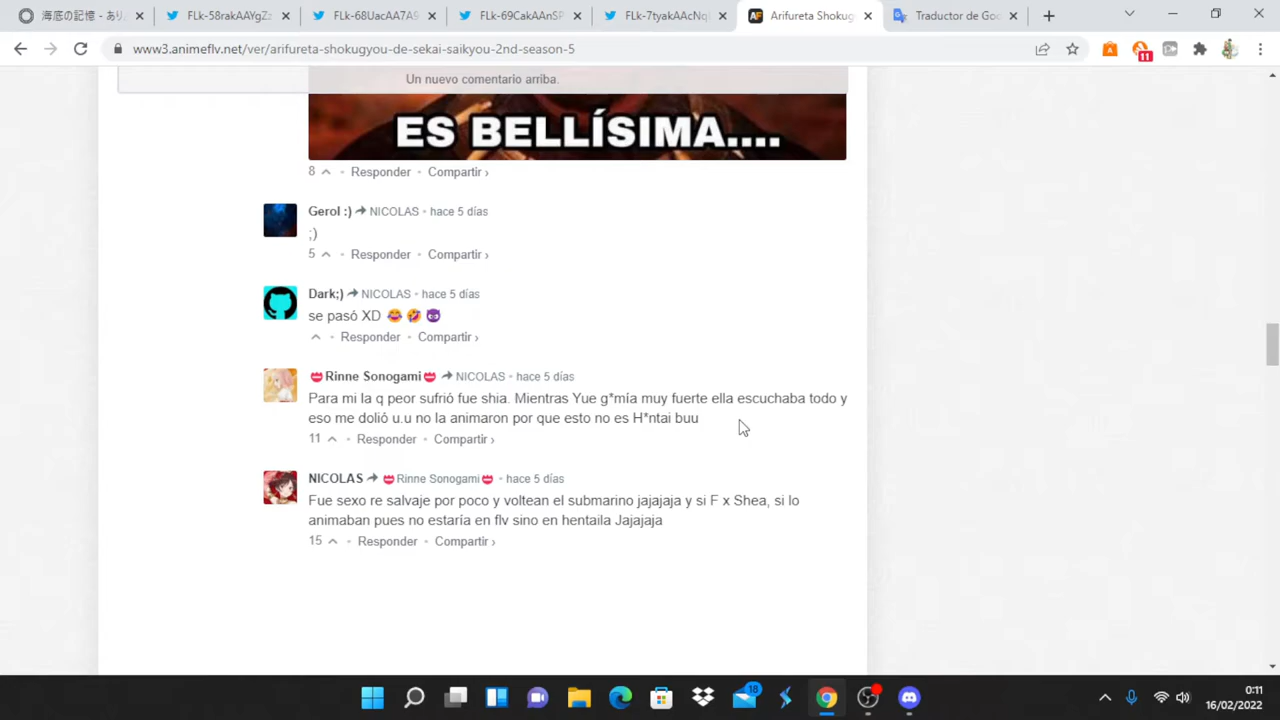 海底の記憶 - あり
FLk-58rakAAYgZ
FLk-68UacAA7A9
FLk-69CakAAnSP
FLk-7tyakAAcNq
Arifureta Shokug
Traductor de Goo
www3.animeflv.net/ver/arifureta-shokugyou-de-sekai-saikyou-2nd-season-5
11
Un nuevo comentario arriba.
ES BELLÍSIMA....
8 • Responder • Compartir ›
Gerol :) NICOLAS • hace 5 días
;)
5 • Responder • Compartir ›
Dark;) NICOLAS • hace 5 días
se pasó XD 😂 🤣 😈
• Responder • Compartir ›
Rinne Sonogami NICOLAS • hace 5 días
Para mi la q peor sufrió fue shia. Mientras Yue g*mía muy fuerte ella escuchaba todo y
eso me dolió u.u no la animaron por que esto no es H*ntai buu
11 • Responder • Compartir ›
NICOLAS Rinne Sonogami • hace 5 días
Fue sexo re salvaje por poco y voltean el submarino jajajaja y si F x Shea, si lo
animaban pues no estaría en flv sino en hentaila Jajajaja
15 • Responder • Compartir ›
18
0:11
16/02/2022